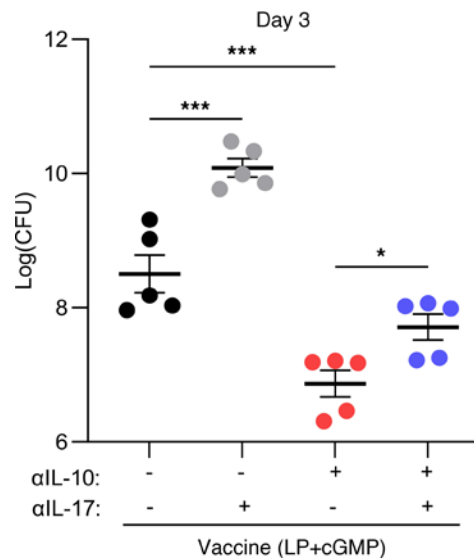 Day 3
12
***
***
10
Log(CFU)
*
8
6
αIL-10: - - + +
αIL-17: - + - +
Vaccine (LP+cGMP)